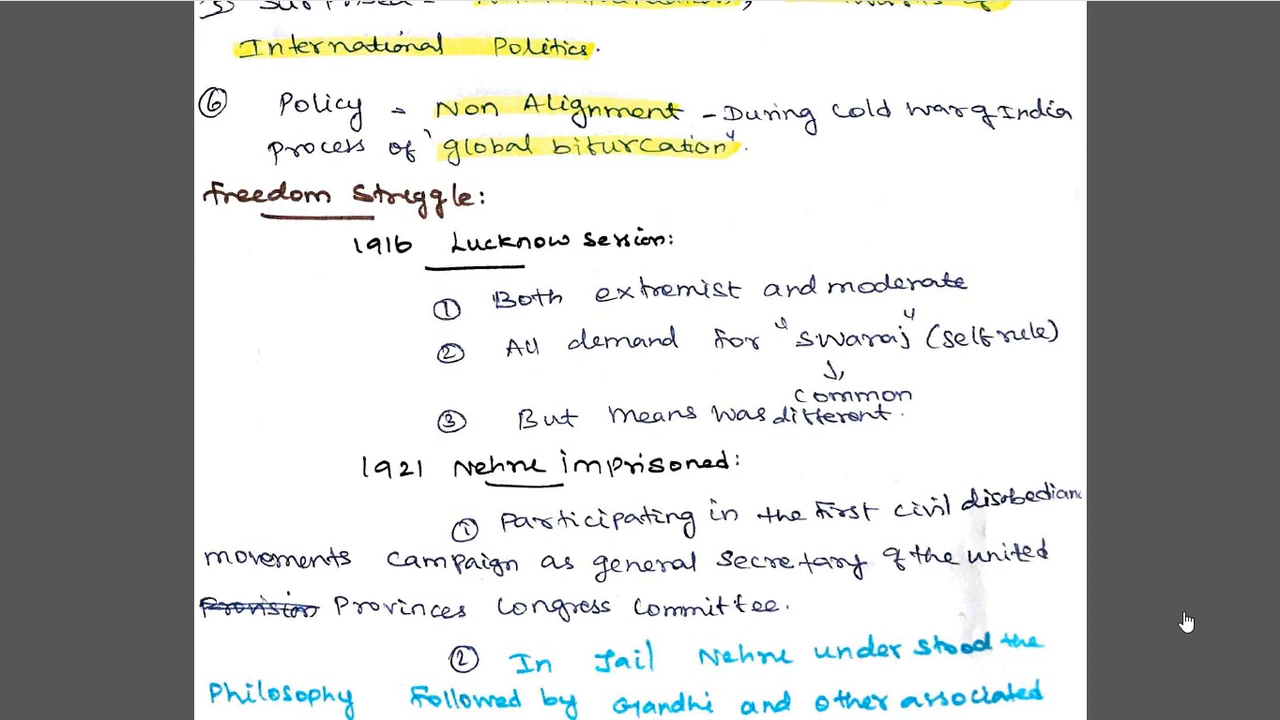 International Politics.
⑥ Policy = Non Alignment - During Cold war of India
process of "global bifurcation".
Freedom Struggle:
1916 Lucknow Session:
① Both extremist and moderate
② All demand for "Swaraj" (self rule)
↓
common
③ But means was different.
1921 Nehru imprisoned:
① Participating in the first civil disobedianc
movements campaign as general secretary of the united
Provision Provinces Congress Committee.
② In Jail Nehru understood the
Philosophy followed by Gandhi and other associated